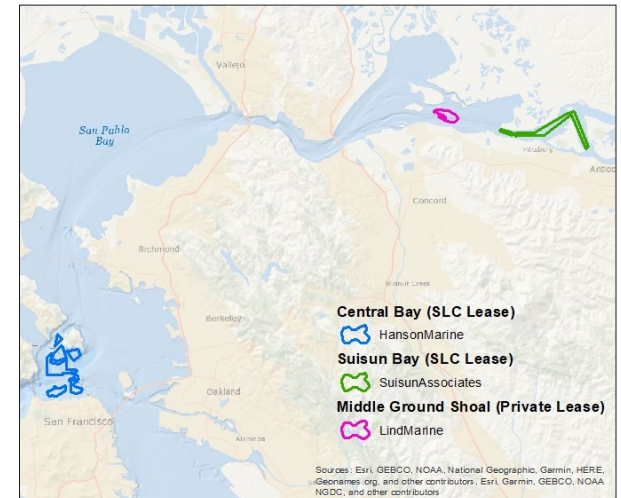 Vallejo
San Pablo
Bay
Pittsburg
Antioc
Concord
Richmond
Walnut Creek
Central Bay (SLC Lease)
HansonMarine
Berkeley
Suisun Bay (SLC Lease)
SuisunAssociates
Oakland
Middle Ground Shoal (Private Lease)
San Francisco
LindMarine
Alameda
Sources: Esri, GEBCO, NOAA, National Geographic, Garmin, HERE,
Geonames.org, and other contributors, Esri, Garmin, GEBCO, NOAA
NGDC, and other contributors